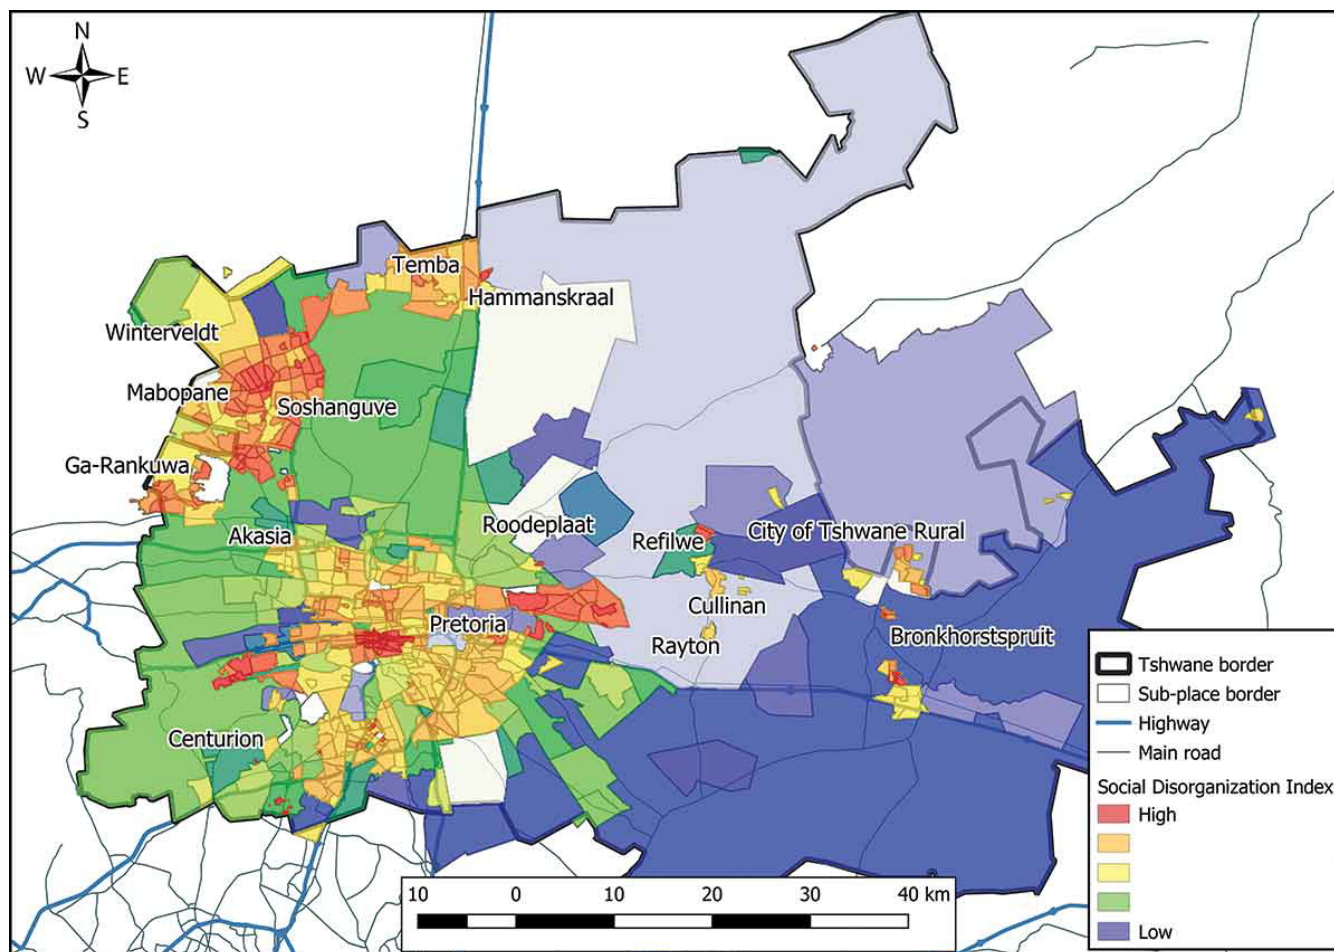 N
W E
S
Temba
Hammanskraal
Winterveldt
Mabopane
Soshanguve
Ga-Rankuwa
Akasia
Roodeplaat
Refilwe
City of Tshwane Rural
Cullinan
Pretoria
Rayton
Bronkhorstspruit
Centurion
Tshwane border
Sub-place border
Highway
Main road
Social Disorganization Index
High
Low
10 0 10 20 30 40 km